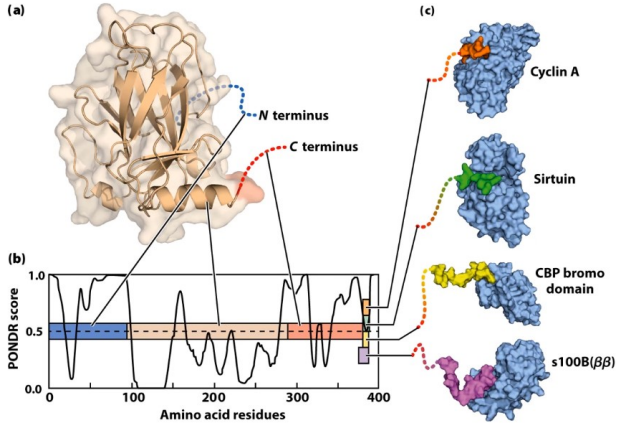 (a)
N terminus
C terminus
(b)
1.0
0.5
0.0
PONDR score
0
100
200
300
400
Amino acid residues
(c)
Cyclin A
Sirtuin
CBP bromo
domain
s100B(ββ)